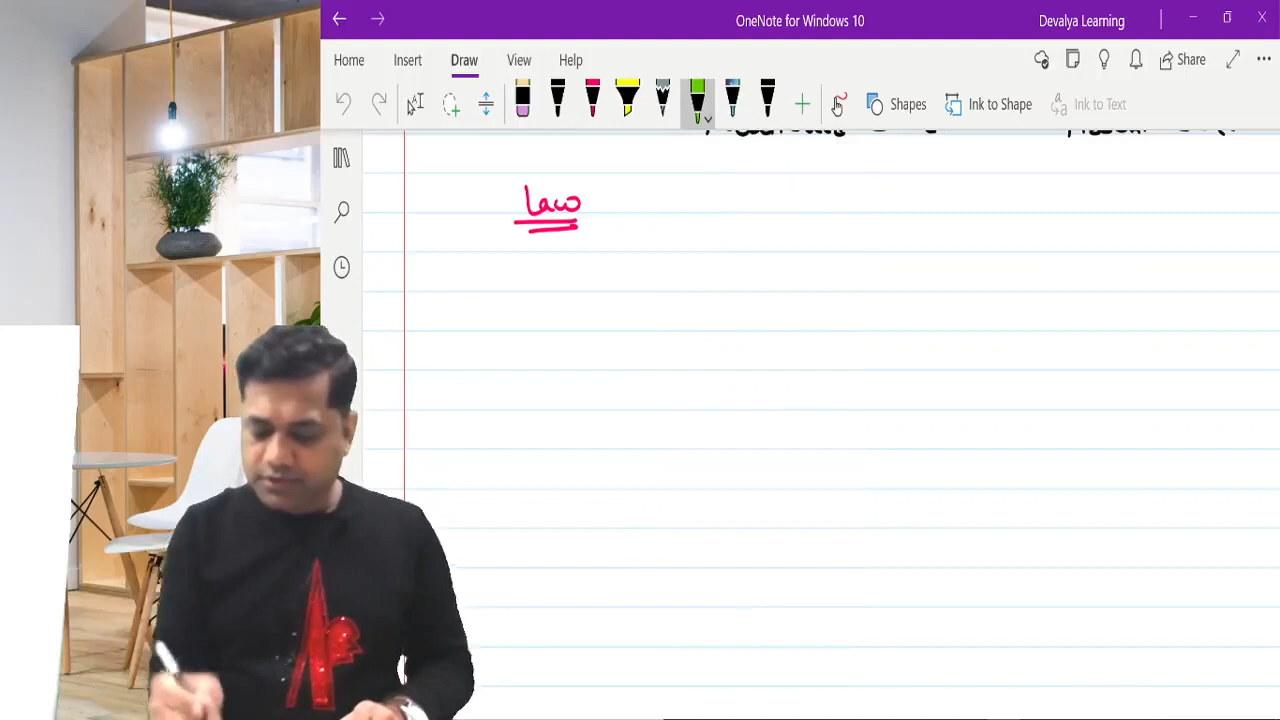 OneNote for Windows 10
Devalya Learning
Home Insert Draw View Help
Share
Shapes
Ink to Shape
Ink to Text
Law